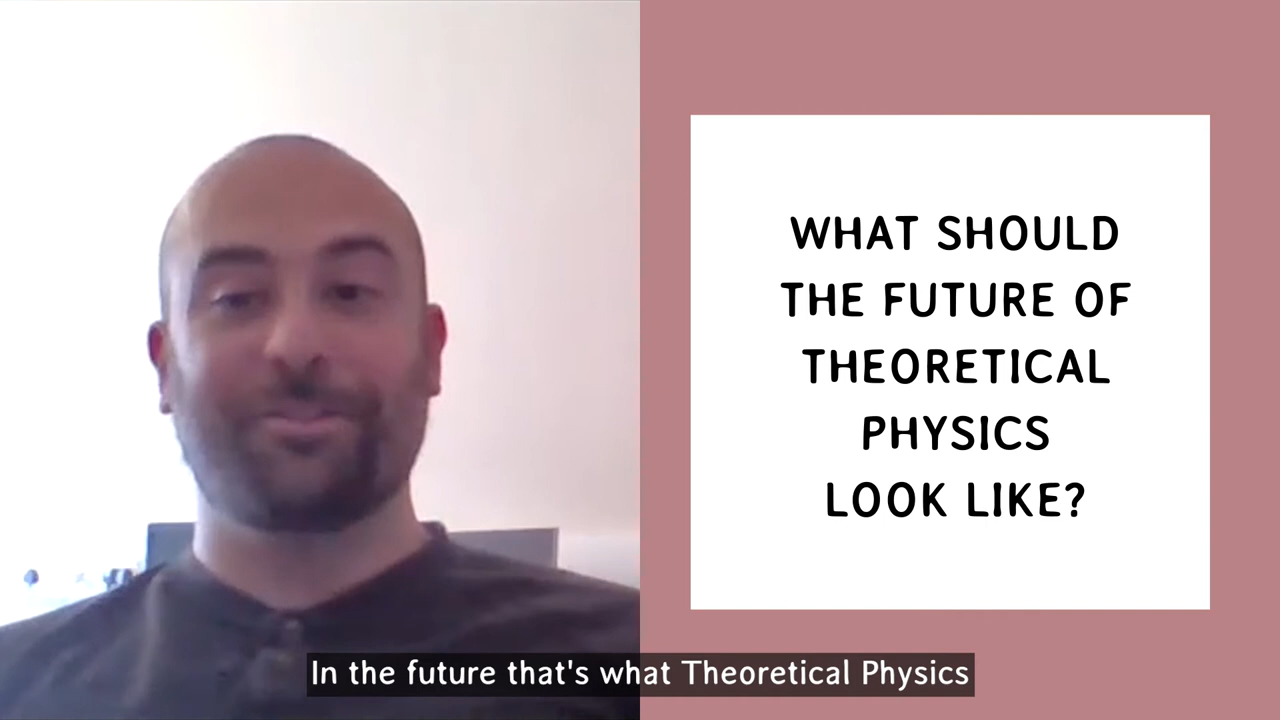 WHAT SHOULD
THE FUTURE OF
THEORETICAL
PHYSICS
LOOK LIKE?
In the future that's what Theoretical Physics